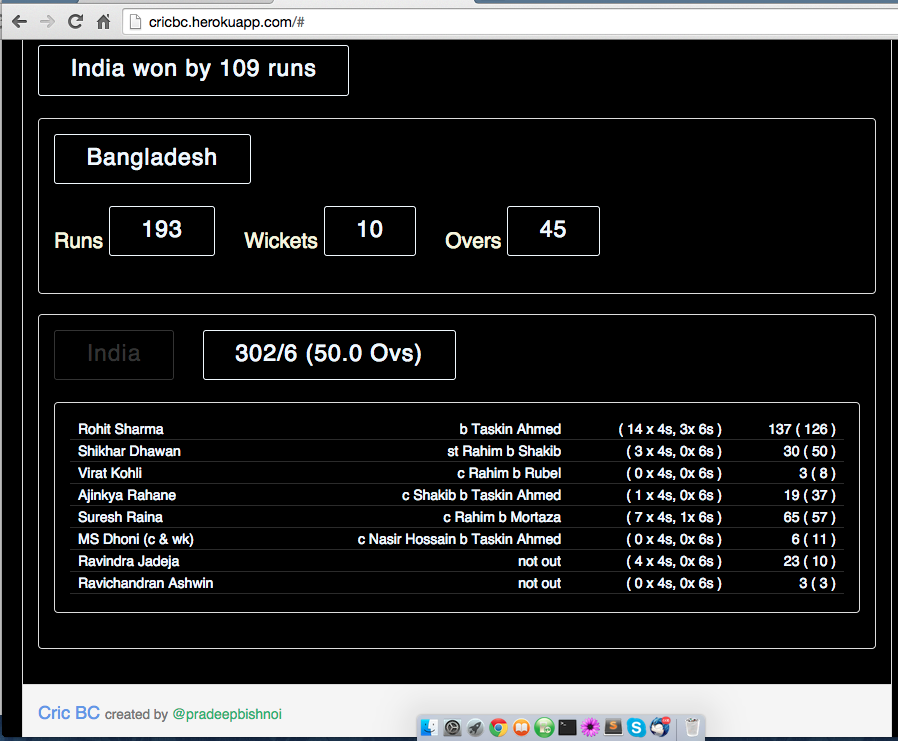 cricbc.herokuapp.com/#
India won by 109 runs
Bangladesh
Runs 193 Wickets 10 Overs 45
India 302/6 (50.0 Ovs)
Rohit Sharma b Taskin Ahmed ( 14 x 4s, 3x 6s ) 137 ( 126 )
Shikhar Dhawan st Rahim b Shakib ( 3 x 4s, 0x 6s ) 30 ( 50 )
Virat Kohli c Rahim b Rubel ( 0 x 4s, 0x 6s ) 3 ( 8 )
Ajinkya Rahane c Shakib b Taskin Ahmed ( 1 x 4s, 0x 6s ) 19 ( 37 )
Suresh Raina c Rahim b Mortaza ( 7 x 4s, 1x 6s ) 65 ( 57 )
MS Dhoni (c & wk) c Nasir Hossain b Taskin Ahmed ( 0 x 4s, 0x 6s ) 6 ( 11 )
Ravindra Jadeja not out ( 4 x 4s, 0x 6s ) 23 ( 10 )
Ravichandran Ashwin not out ( 0 x 4s, 0x 6s ) 3 ( 3 )
Cric BC created by @pradeepbishnoi